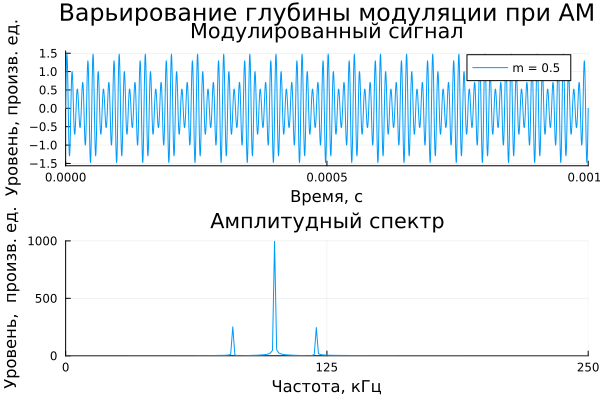 Варьирование глубины модуляции при АМ
Модулированный сигнал
Уровень, произв. ед.
1.5
1.0
0.5
0.0
−0.5
−1.0
−1.5
m = 0.5
0.0000
0.0005
0.001
Время, с
Амплитудный спектр
Уровень, произв. ед.
1000
500
0
0
125
250
Частота, кГц